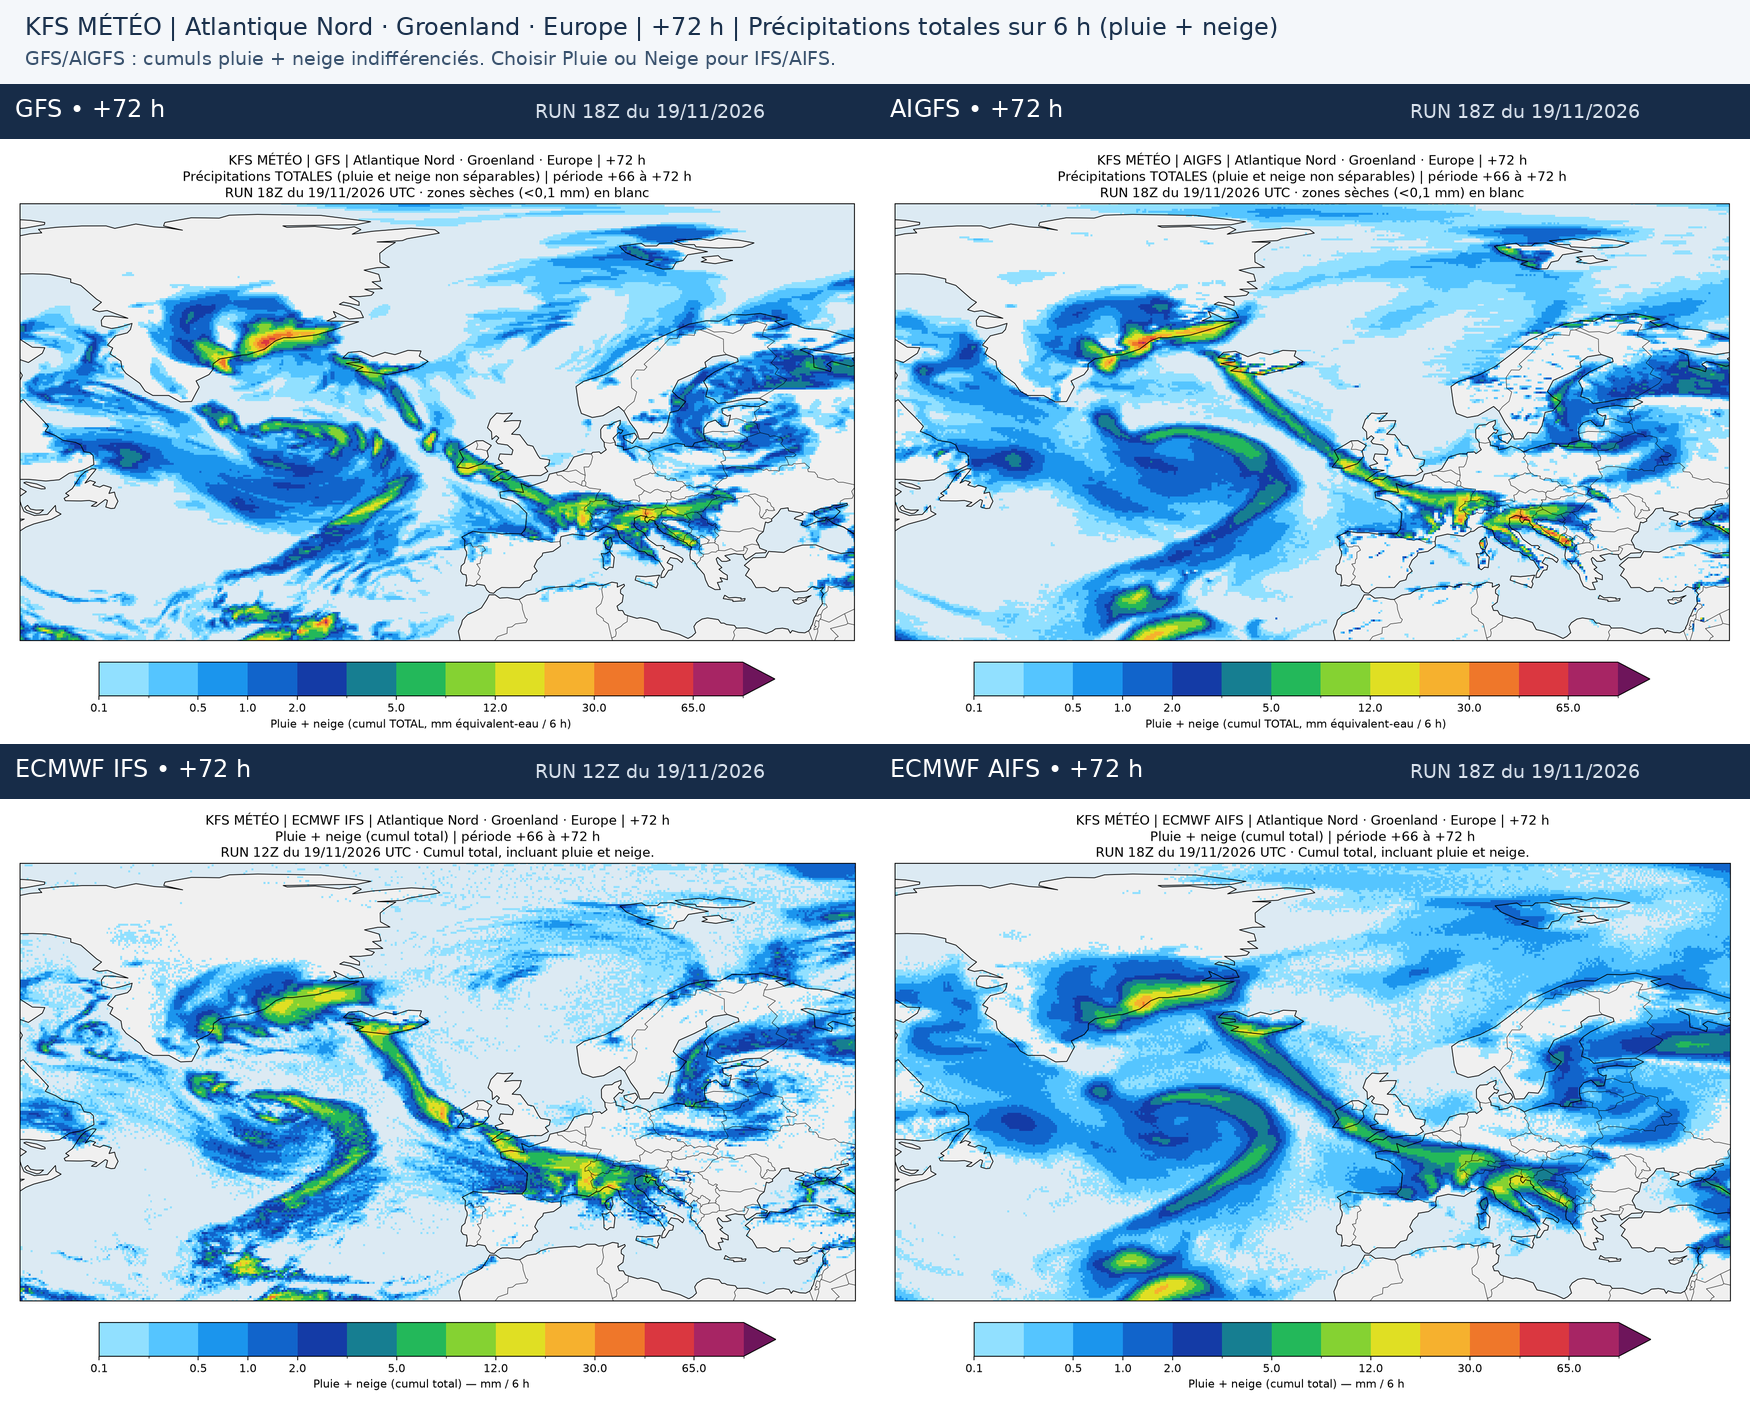 KFS MÉTÉO | Atlantique Nord · Groenland · Europe | +72 h | Précipitations totales sur 6 h (pluie + neige)
GFS/AIGFS : cumuls pluie + neige indifférenciés. Choisir Pluie ou Neige pour IFS/AIFS.
GFS • +72 h
RUN 18Z du 19/11/2026
KFS MÉTÉO | GFS | Atlantique Nord · Groenland · Europe | +72 h
Précipitations TOTALES (pluie et neige non séparables) | période +66 à +72 h
RUN 18Z du 19/11/2026 UTC · zones sèches (<0,1 mm) en blanc
0.1 0.5 1.0 2.0 5.0 12.0 30.0 65.0
Pluie + neige (cumul TOTAL, mm équivalent-eau / 6 h)
AIGFS • +72 h
RUN 18Z du 19/11/2026
KFS MÉTÉO | AIGFS | Atlantique Nord · Groenland · Europe | +72 h
Précipitations TOTALES (pluie et neige non séparables) | période +66 à +72 h
RUN 18Z du 19/11/2026 UTC · zones sèches (<0,1 mm) en blanc
0.1 0.5 1.0 2.0 5.0 12.0 30.0 65.0
Pluie + neige (cumul TOTAL, mm équivalent-eau / 6 h)
ECMWF IFS • +72 h
RUN 12Z du 19/11/2026
KFS MÉTÉO | ECMWF IFS | Atlantique Nord · Groenland · Europe | +72 h
Pluie + neige (cumul total) | période +66 à +72 h
RUN 12Z du 19/11/2026 UTC · Cumul total, incluant pluie et neige.
0.1 0.5 1.0 2.0 5.0 12.0 30.0 65.0
Pluie + neige (cumul total) — mm / 6 h
ECMWF AIFS • +72 h
RUN 18Z du 19/11/2026
KFS MÉTÉO | ECMWF AIFS | Atlantique Nord · Groenland · Europe | +72 h
Pluie + neige (cumul total) | période +66 à +72 h
RUN 18Z du 19/11/2026 UTC · Cumul total, incluant pluie et neige.
0.1 0.5 1.0 2.0 5.0 12.0 30.0 65.0
Pluie + neige (cumul total) — mm / 6 h